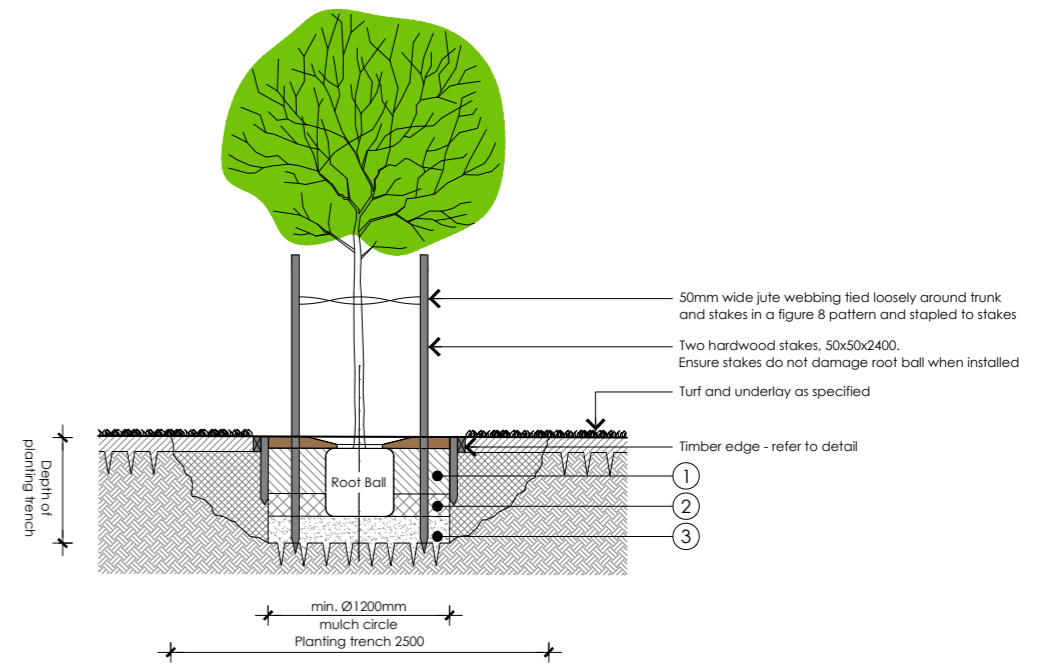 50mm wide jute webbing tied loosely around trunk
and stakes in a figure 8 pattern and stapled to stakes
Two hardwood stakes, 50x50x2400.
Ensure stakes do not damage root ball when installed
Turf and underlay as specified
Timber edge - refer to detail
Depth of
planting trench
Root Ball
1
2
3
min. Ø1200mm
mulch circle
Planting trench 2500